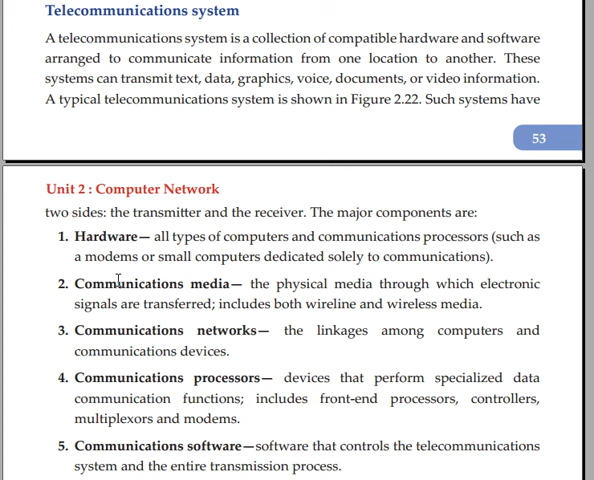 Telecommunications system
A telecommunications system is a collection of compatible hardware and software
arranged to communicate information from one location to another. These
systems can transmit text, data, graphics, voice, documents, or video information.
A typical telecommunications system is shown in Figure 2.22. Such systems have
53
Unit 2 : Computer Network
two sides: the transmitter and the receiver. The major components are:
1. Hardware— all types of computers and communications processors (such as
a modems or small computers dedicated solely to communications).
2. Communications media— the physical media through which electronic
signals are transferred; includes both wireline and wireless media.
3. Communications networks— the linkages among computers and
communications devices.
4. Communications processors— devices that perform specialized data
communication functions; includes front-end processors, controllers,
multiplexors and modems.
5. Communications software—software that controls the telecommunications
system and the entire transmission process.